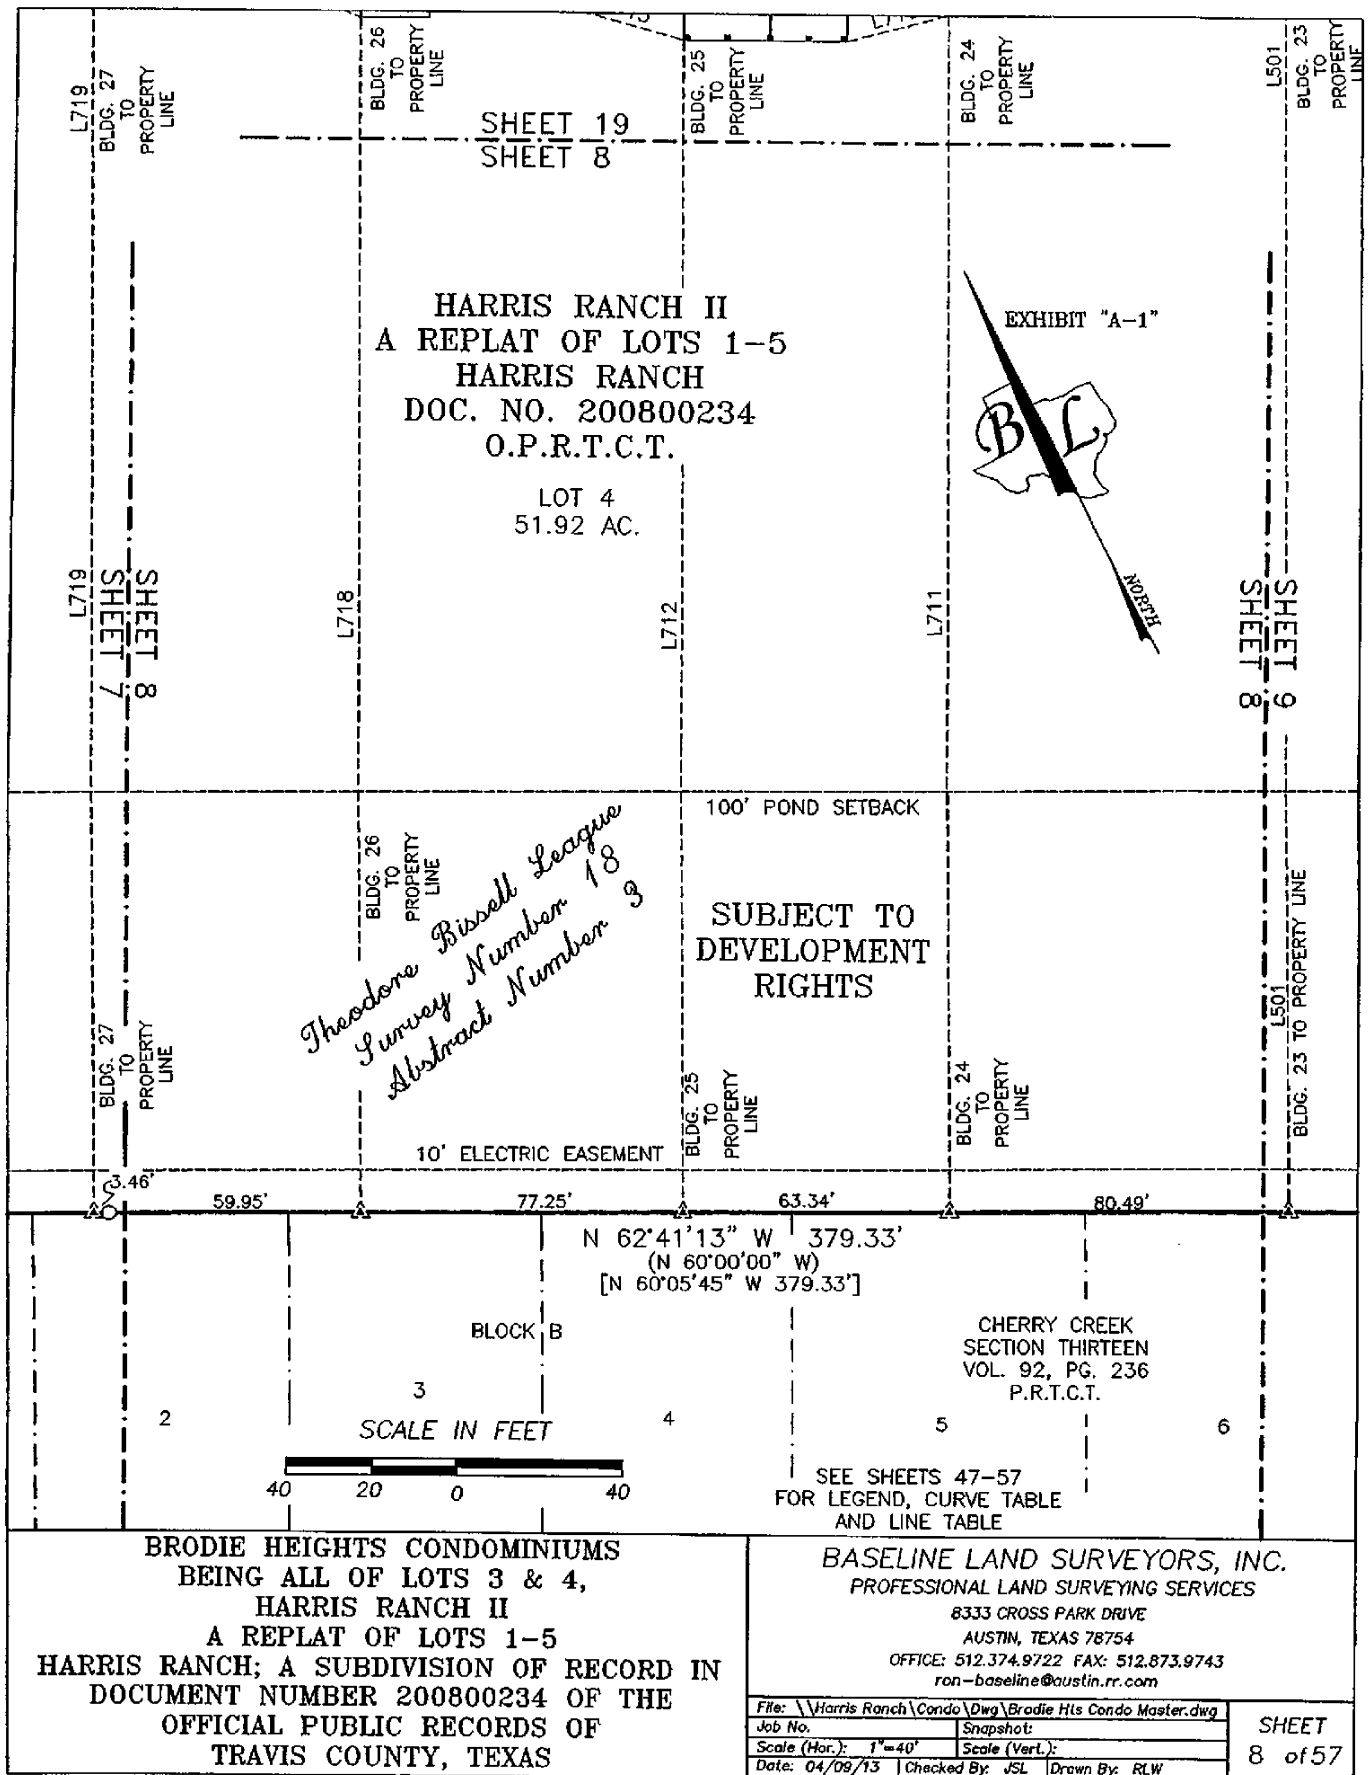 L719
BLDG. 27
TO
PROPERTY
LINE
BLDG. 26
TO
PROPERTY
LINE
BLDG. 25
TO
PROPERTY
LINE
BLDG. 24
TO
PROPERTY
LINE
L501
BLDG. 23
TO
PROPERTY
LINE
SHEET 19
SHEET 8
HARRIS RANCH II
A REPLAT OF LOTS 1-5
HARRIS RANCH
DOC. NO. 200800234
O.P.R.T.C.T.
LOT 4
51.92 AC.
EXHIBIT "A-1"
B L
NORTH
L719
SHEET 7
SHEET 8
L718
L712
L711
SHEET 8
SHEET 9
100' POND SETBACK
BLDG. 26
TO
PROPERTY
LINE
Theodore Bissell League
Survey Number 18
Abstract Number 3
SUBJECT TO
DEVELOPMENT
RIGHTS
L501
BLDG. 23 TO PROPERTY LINE
BLDG. 27
TO
PROPERTY
LINE
BLDG. 25
TO
PROPERTY
LINE
BLDG. 24
TO
PROPERTY
LINE
10' ELECTRIC EASEMENT
3.46'
59.95'
77.25'
63.34'
80.49'
N 62°41'13" W 379.33'
(N 60°00'00" W)
[N 60°05'45" W 379.33']
BLOCK B
CHERRY CREEK
SECTION THIRTEEN
VOL. 92, PG. 236
P.R.T.C.T.
2
3
4
5
6
SCALE IN FEET
40 20 0 40
SEE SHEETS 47-57
FOR LEGEND, CURVE TABLE
AND LINE TABLE
BRODIE HEIGHTS CONDOMINIUMS
BEING ALL OF LOTS 3 & 4,
HARRIS RANCH II
A REPLAT OF LOTS 1-5
HARRIS RANCH; A SUBDIVISION OF RECORD IN
DOCUMENT NUMBER 200800234 OF THE
OFFICIAL PUBLIC RECORDS OF
TRAVIS COUNTY, TEXAS
BASELINE LAND SURVEYORS, INC.
PROFESSIONAL LAND SURVEYING SERVICES
8333 CROSS PARK DRIVE
AUSTIN, TEXAS 78754
OFFICE: 512.374.9722 FAX: 512.873.9743
ron-baseline@austin.rr.com
File: \\Harris Ranch\Condo\Dwg\Brodie Hts Condo Master.dwg
Job No. Snapshot:
Scale (Hor.): 1"=40' Scale (Vert.):
Date: 04/09/13 Checked By: JSL Drawn By: RLW
SHEET
8 of 57